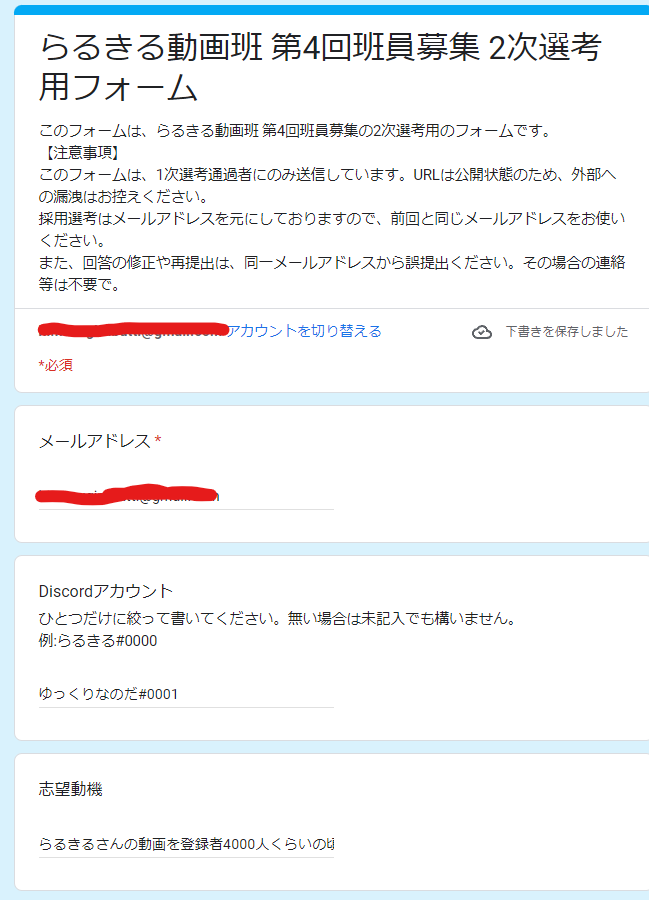 らるきる動画班 第4回班員募集 2次選考
用フォーム
このフォームは、らるきる動画班 第4回班員募集の2次選考用のフォームです。
【注意事項】
このフォームは、1次選考通過者にのみ送信しています。URLは公開状態のため、外部へ
の漏洩はお控えください。
採用選考はメールアドレスを元にしておりますので、前回と同じメールアドレスをお使い
ください。
また、回答の修正や再提出は、同一メールアドレスから誤提出ください。その場合の連絡
等は不要で。
アカウントを切り替える
下書きを保存しました
*必須
メールアドレス *
Discordアカウント
ひとつだけに絞って書いてください。無い場合は未記入でも構いません。
例:らるきる#0000
ゆっくりなのだ#0001
志望動機
らるきるさんの動画を登録者4000人くらいの